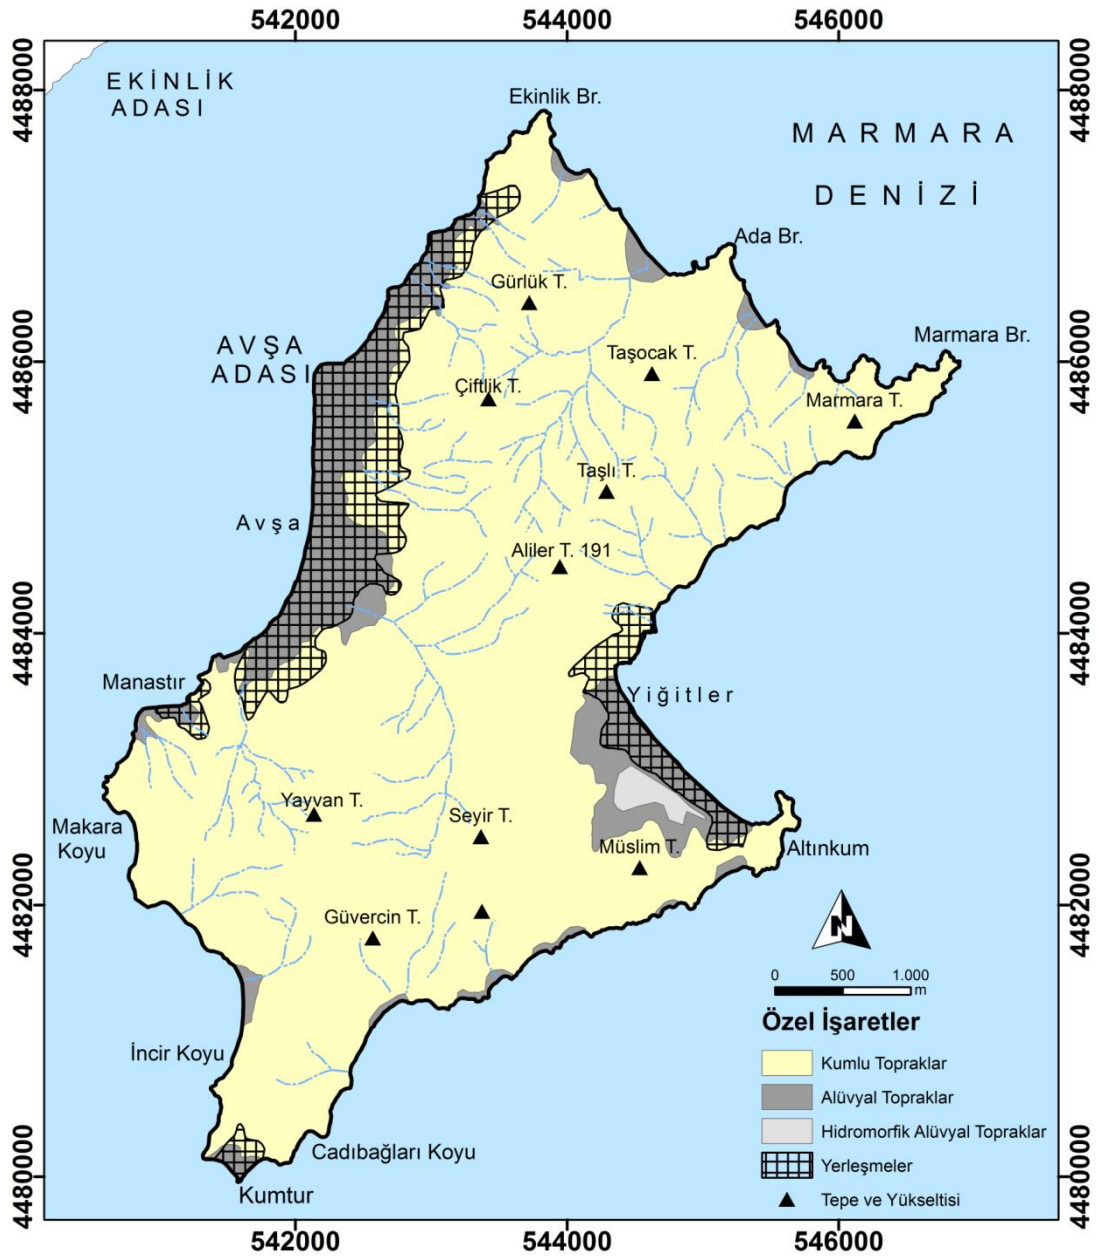 542000
544000
546000
4488000
4488000
EKİNLİK
ADASI
Ekinlik Br.
MARMARA
DENİZİ
Ada Br.
Gürlük T.
AVŞA
ADASI
4486000
4486000
Marmara Br.
Taşocak T.
Çiftlik T.
Marmara T.
Taşlı T.
Avşa
Aliler T. 191
4484000
4484000
Manastır
Yiğitler
Yayvan T.
Seyir T.
Makara
Koyu
Müslim T.
Altınkum
4482000
4482000
Güvercin T.
N
0 500 1.000
m
Özel İşaretler
İncir Koyu
Kumlu Topraklar
Alüvyal Topraklar
Hidromorfik Alüvyal Topraklar
Cadıbağları Koyu
Yerleşmeler
Kumtur
Tepe ve Yükseltisi
4480000
4480000
542000
544000
546000